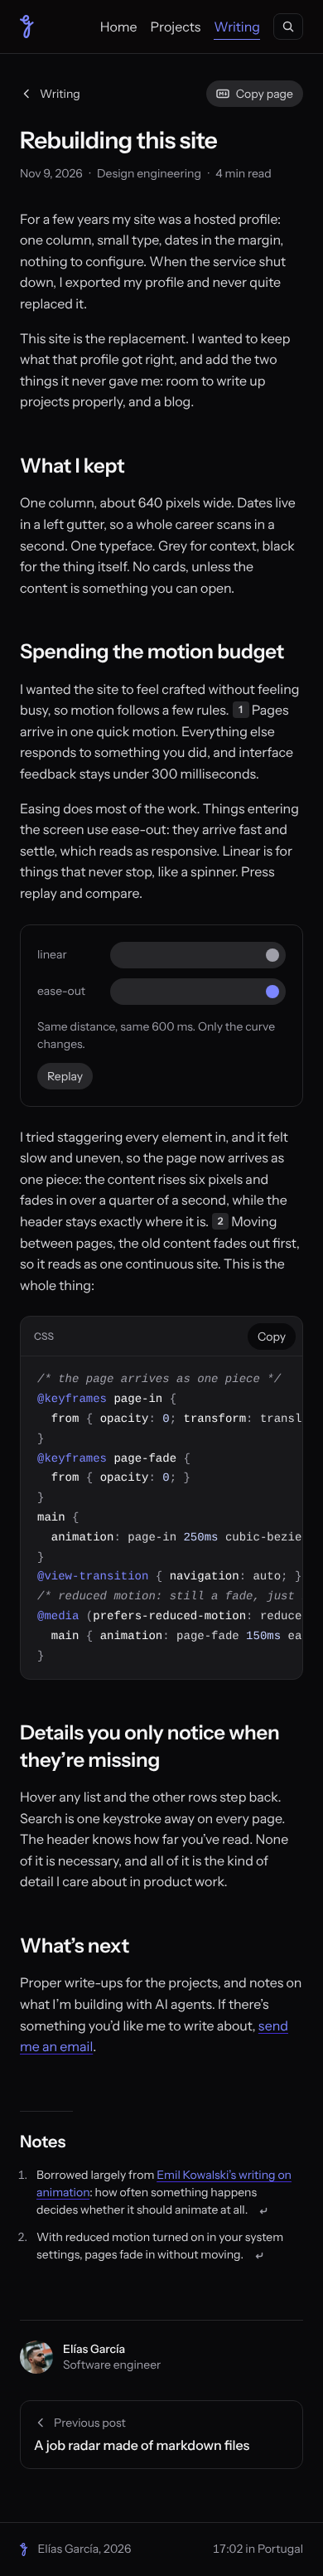 Home Projects Writing
Writing Copy page
Rebuilding this site
Nov 9, 2026 · Design engineering · 4 min read
For a few years my site was a hosted profile:
one column, small type, dates in the margin,
nothing to configure. When the service shut
down, I exported my profile and never quite
replaced it.
This site is the replacement. I wanted to keep
what that profile got right, and add the two
things it never gave me: room to write up
projects properly, and a blog.
What I kept
One column, about 640 pixels wide. Dates live
in a left gutter, so a whole career scans in a
second. One typeface. Grey for context, black
for the thing itself. No cards, unless the
content is something you can open.
Spending the motion budget
I wanted the site to feel crafted without feeling
busy, so motion follows a few rules. 1 Pages
arrive in one quick motion. Everything else
responds to something you did, and interface
feedback stays under 300 milliseconds.
Easing does most of the work. Things entering
the screen use ease-out: they arrive fast and
settle, which reads as responsive. Linear is for
things that never stop, like a spinner. Press
replay and compare.
linear
ease-out
Same distance, same 600 ms. Only the curve
changes.
Replay
I tried staggering every element in, and it felt
slow and uneven, so the page now arrives as
one piece: the content rises six pixels and
fades in over a quarter of a second, while the
header stays exactly where it is. 2 Moving
between pages, the old content fades out first,
so it reads as one continuous site. This is the
whole thing:
CSS Copy
/* the page arrives as one piece */
@keyframes page-in {
from { opacity: 0; transform: transl
}
@keyframes page-fade {
from { opacity: 0; }
}
main {
animation: page-in 250ms cubic-bezie
}
@view-transition { navigation: auto; }
/* reduced motion: still a fade, just
@media (prefers-reduced-motion: reduce
main { animation: page-fade 150ms ea
}
Details you only notice when
they’re missing
Hover any list and the other rows step back.
Search is one keystroke away on every page.
The header knows how far you’ve read. None
of it is necessary, and all of it is the kind of
detail I care about in product work.
What’s next
Proper write-ups for the projects, and notes on
what I’m building with AI agents. If there’s
something you’d like me to write about, send
me an email.
Notes
1. Borrowed largely from Emil Kowalski’s writing on
animation: how often something happens
decides whether it should animate at all. ↵
2. With reduced motion turned on in your system
settings, pages fade in without moving. ↵
Elías García
Software engineer
Previous post
A job radar made of markdown files
Elías García, 2026 17:02 in Portugal